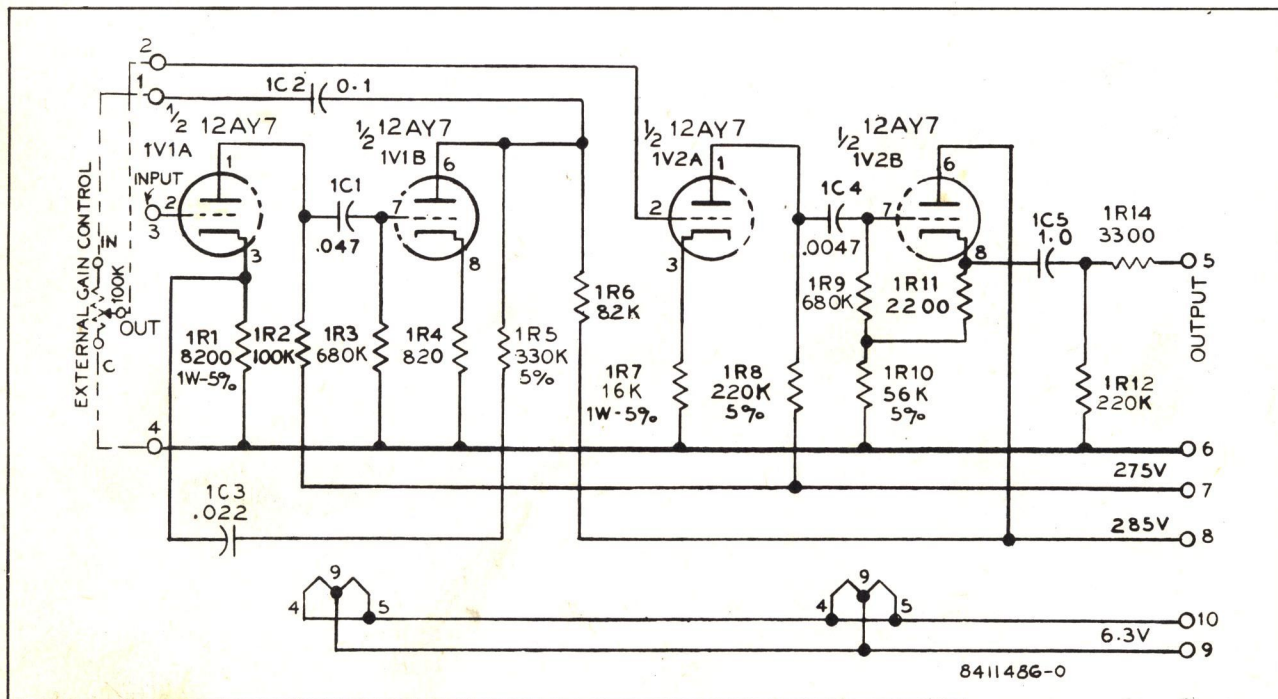 2
1
1C2 0.1
1/2 12AY7
1V1A
1
INPUT
2
3
3
1/2 12AY7
1V1B
6
7
8
1C1
.047
1/2 12AY7
1V2A
1
2
3
1C4
.0047
1/2 12AY7
1V2B
6
7
8
1C5
1.0
1R14
3300
5
OUTPUT
EXTERNAL GAIN CONTROL
IN
100K
OUT
C
1R1
8200
1W-5%
1R2
100K
1R3
680K
1R4
820
1R5
330K
5%
1R6
82K
1R7
16K
1W-5%
1R8
220K
5%
1R9
680K
1R11
2200
1R10
56K
5%
1R12
220K
4
6
275V
7
1C3
.022
285V
8
9
4
5
9
4
5
10
6.3V
9
8411486-0